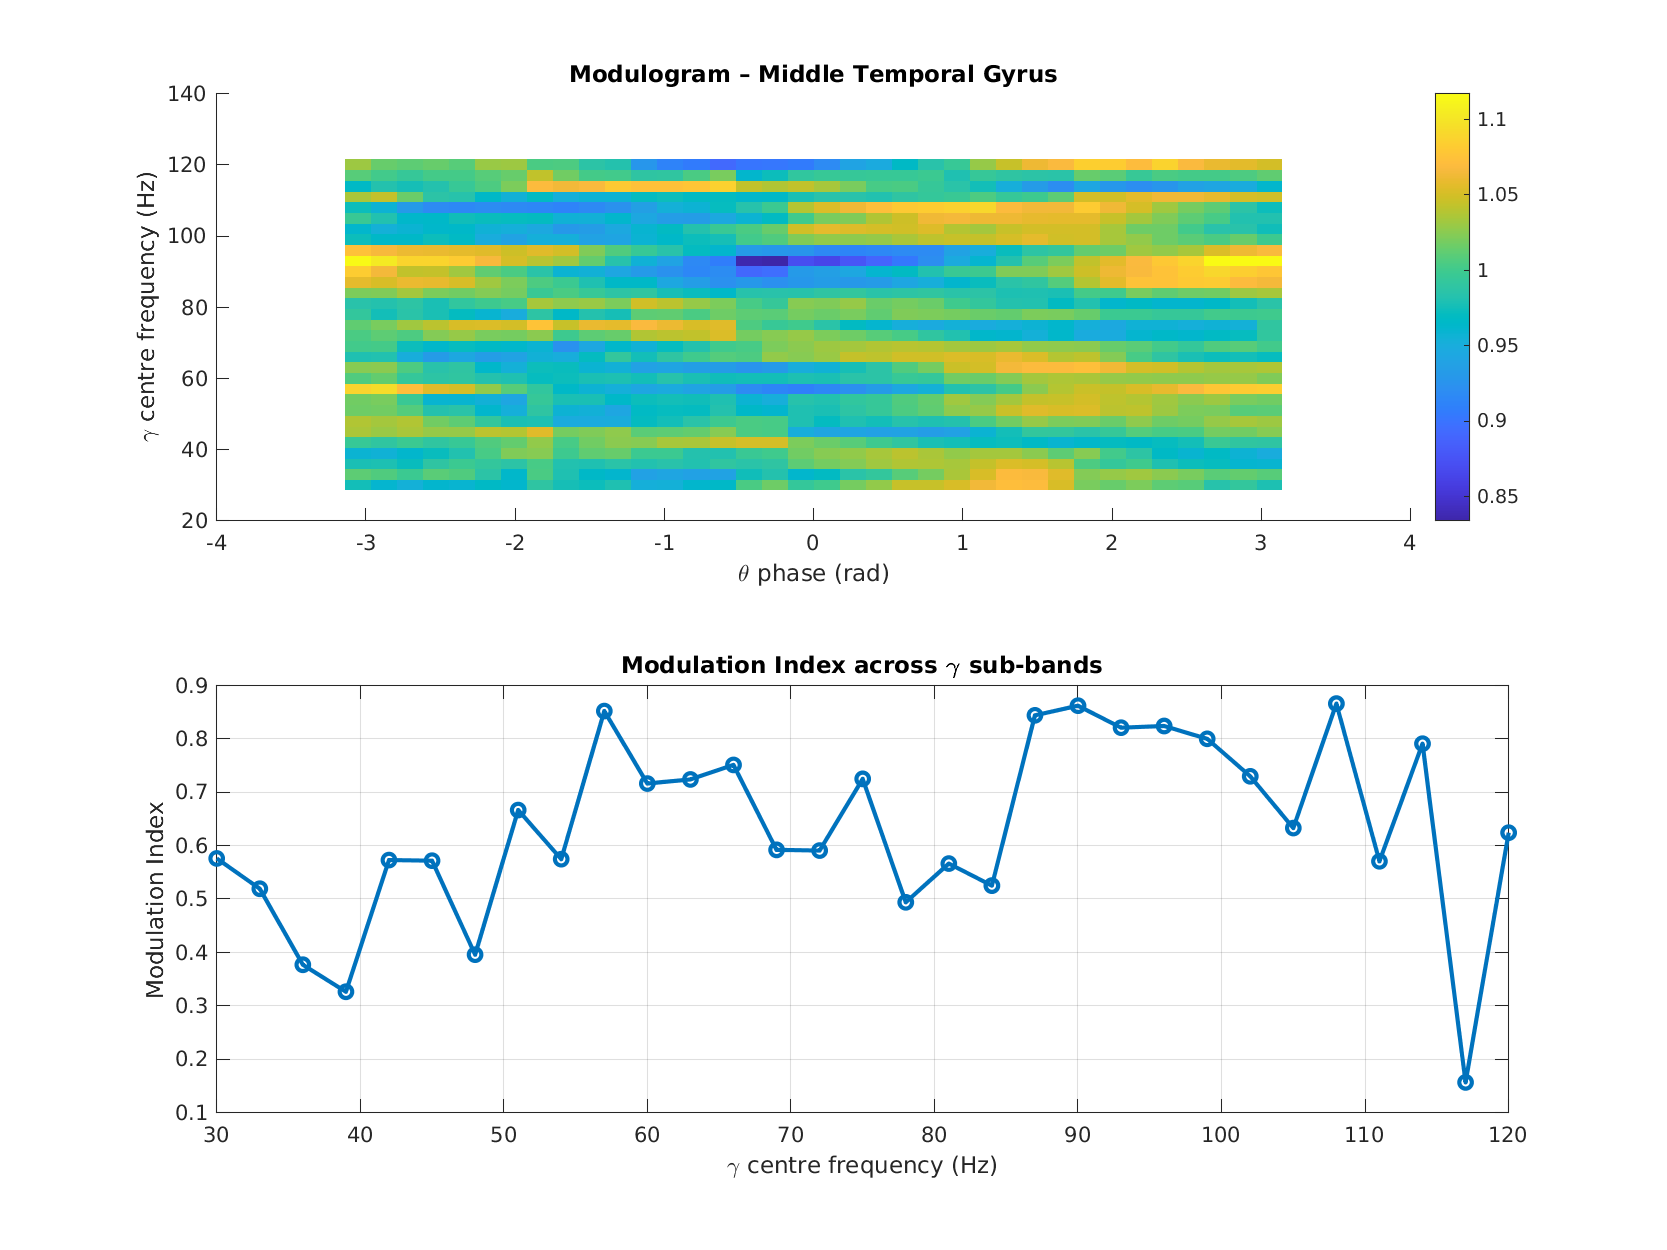 Modulogram – Middle Temporal Gyrus
140
120
100
80
60
40
20
γ centre frequency (Hz)
-4 -3 -2 -1 0 1 2 3 4
θ phase (rad)
1.1
1.05
1
0.95
0.9
0.85
Modulation Index across γ sub-bands
0.9
0.8
0.7
0.6
0.5
0.4
0.3
0.2
0.1
Modulation Index
30 40 50 60 70 80 90 100 110 120
γ centre frequency (Hz)